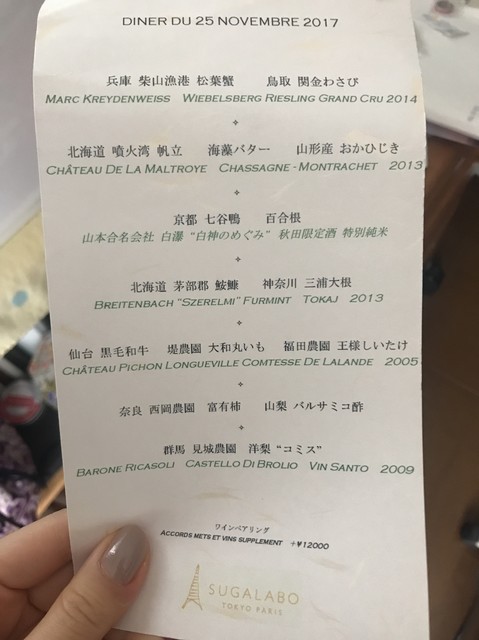 DINER DU 25 NOVEMBRE 2017
兵庫 柴山漁港 松葉蟹　鳥取 関金わさび
MARC KREYDENWEISS WIEBELSBERG RIESLING GRAND CRU 2014
北海道 噴火湾 帆立　海藻バター　山形産 おかひじき
CHÂTEAU DE LA MALTROYE CHASSAGNE-MONTRACHET 2013
京都 七谷鴨　百合根
山本合名会社 白瀑 “白神のめぐみ” 秋田限定酒 特別純米
北海道 茅部郡 鮟鱇　神奈川 三浦大根
BREITENBACH “SZERELMI” FURMINT TOKAJ 2013
仙台 黒毛和牛　堤農園 大和丸いも　福田農園 王様しいたけ
CHÂTEAU PICHON LONGUEVILLE COMTESSE DE LALANDE 2005
奈良 西岡農園 富有柿　山梨 バルサミコ酢
群馬 見城農園 洋梨 “コミス”
BARONE RICASOLI CASTELLO DI BROLIO VIN SANTO 2009
ワインペアリング
ACCORDS METS ET VINS SUPPLEMENT +¥12000
SUGALABO
TOKYO PARIS